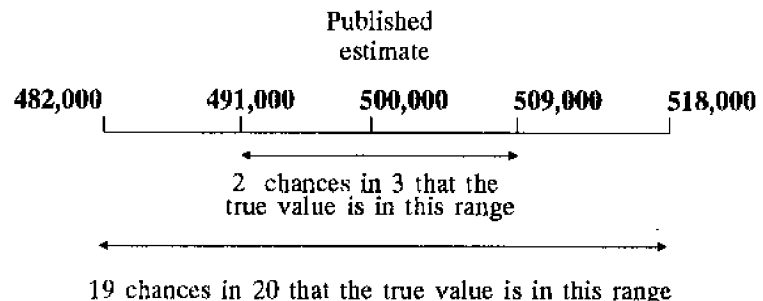 Published
estimate
482,000 491,000 500,000 509,000 518,000
2 chances in 3 that the
true value is in this range
19 chances in 20 that the true value is in this range